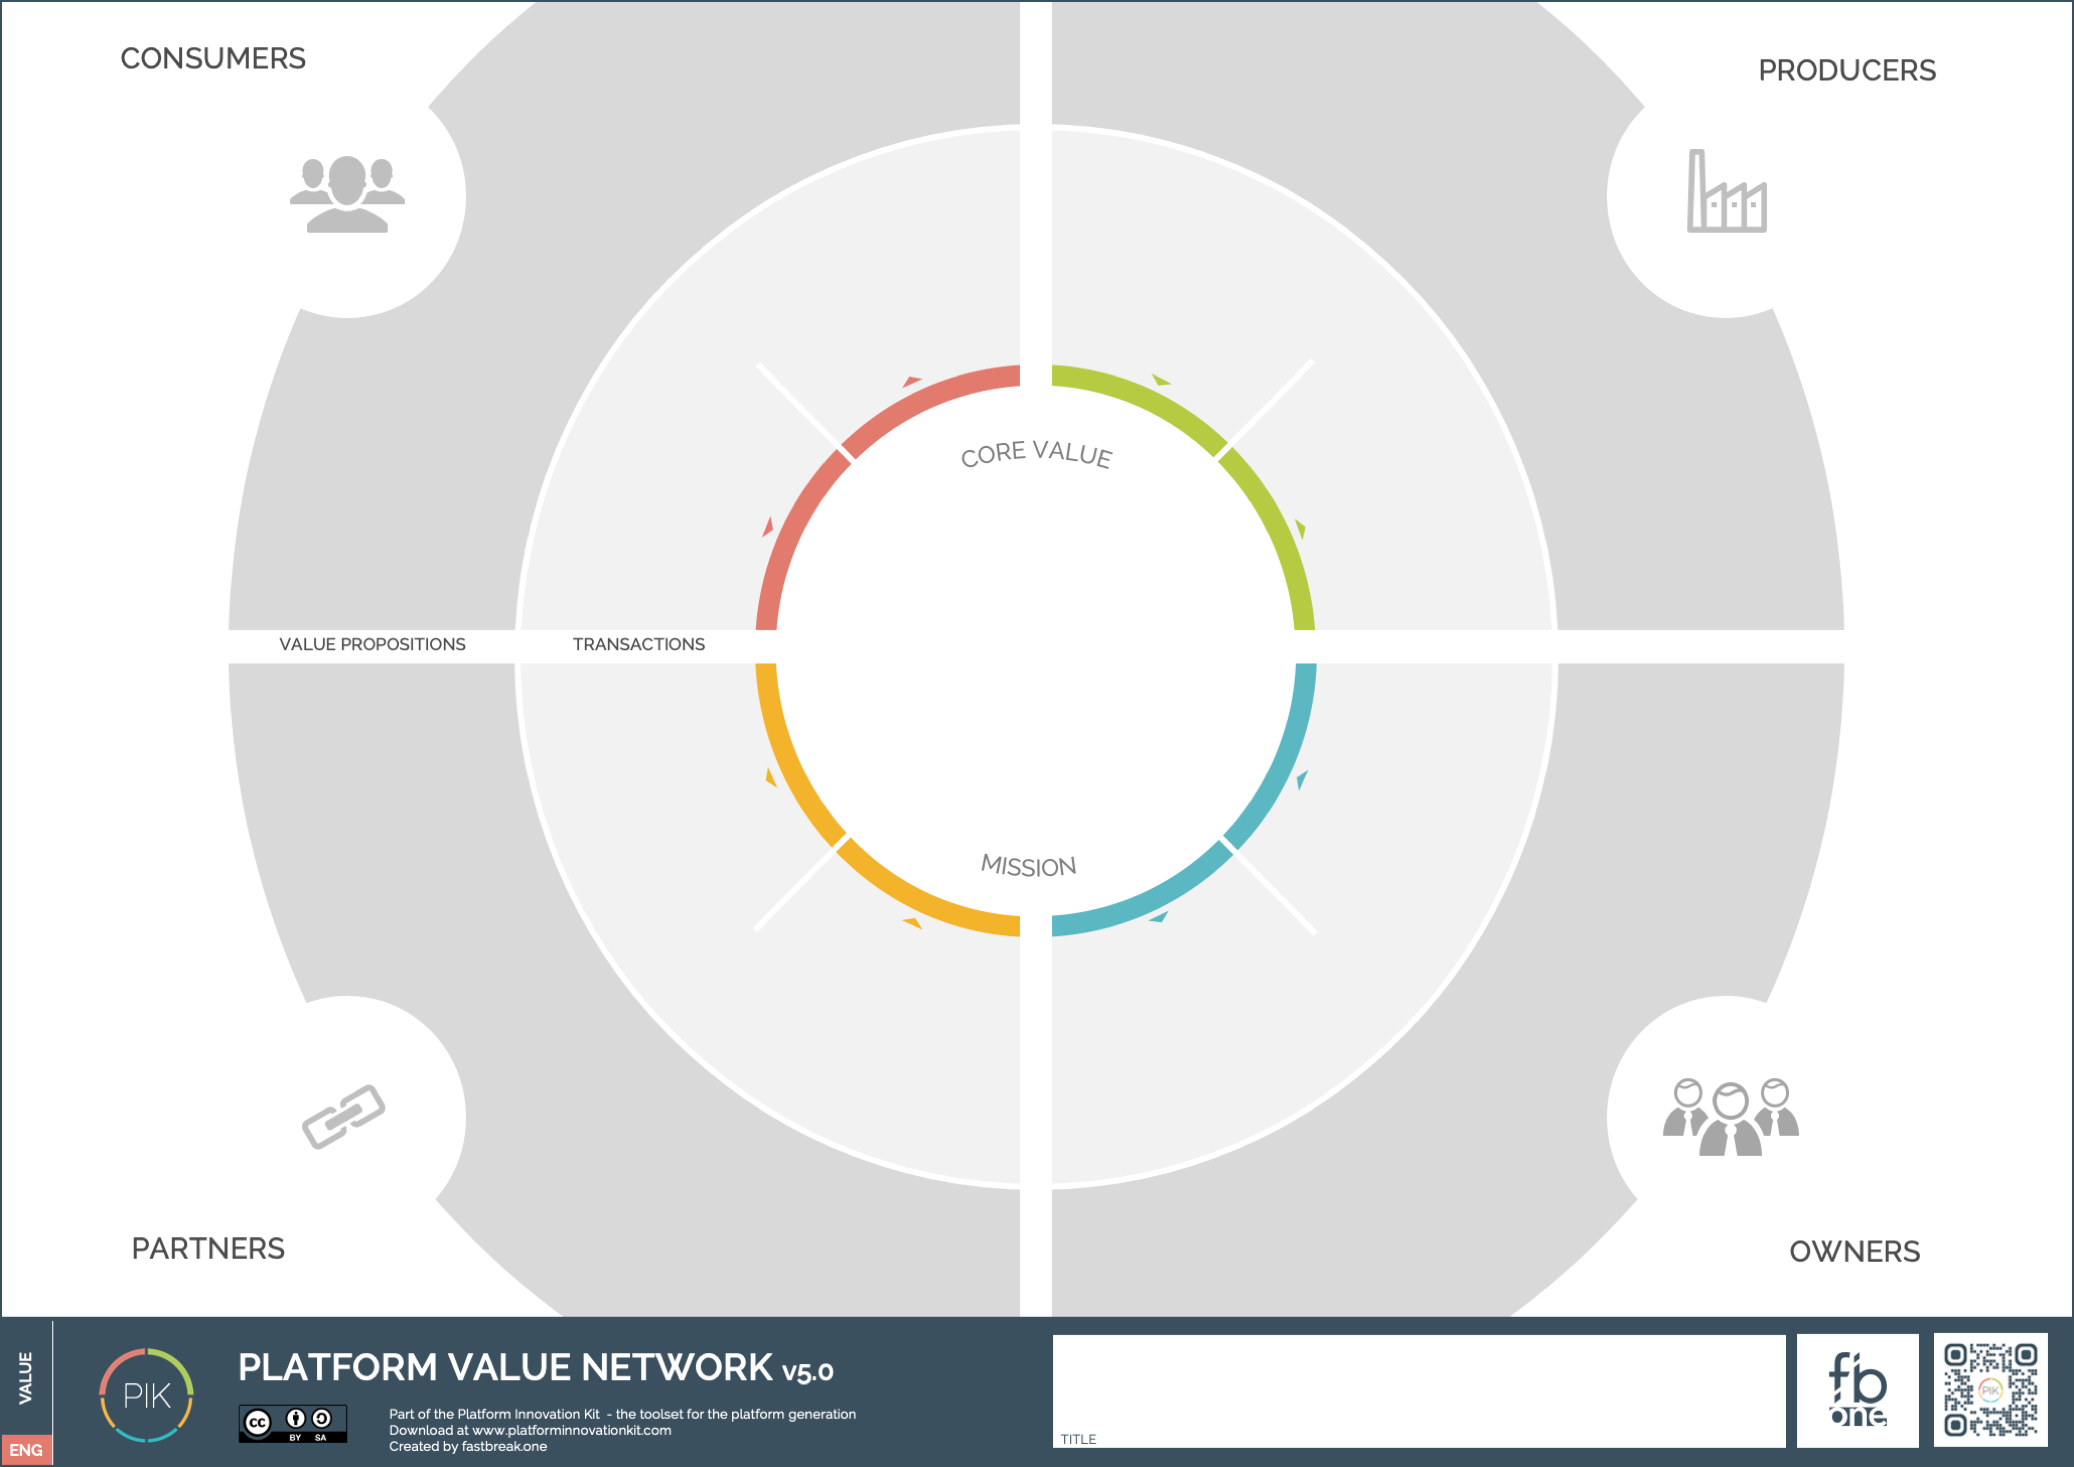 CONSUMERS
PRODUCERS
CORE VALUE
VALUE PROPOSITIONS
TRANSACTIONS
MISSION
PARTNERS
OWNERS
VALUE
ENG
PIK
PLATFORM VALUE NETWORK v5.0
cc
BY SA
Part of the Platform Innovation Kit - the toolset for the platform generation
Download at www.platforminnovationkit.com
Created by fastbreak.one
TITLE
fb
one
PIK